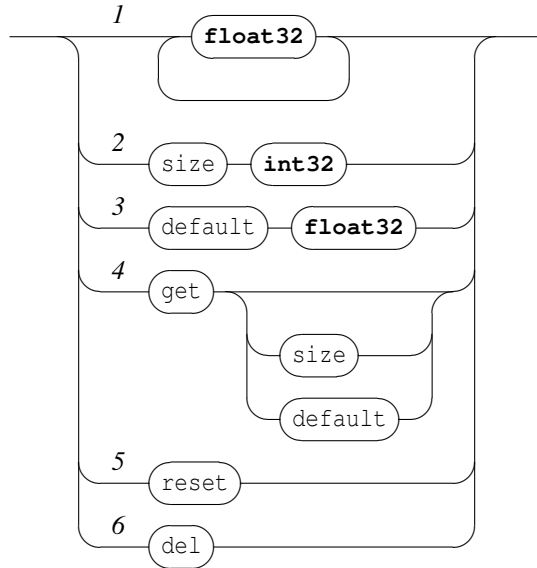 1 float32
2 size int32
3 default float32
4 get
size
default
5 reset
6 del